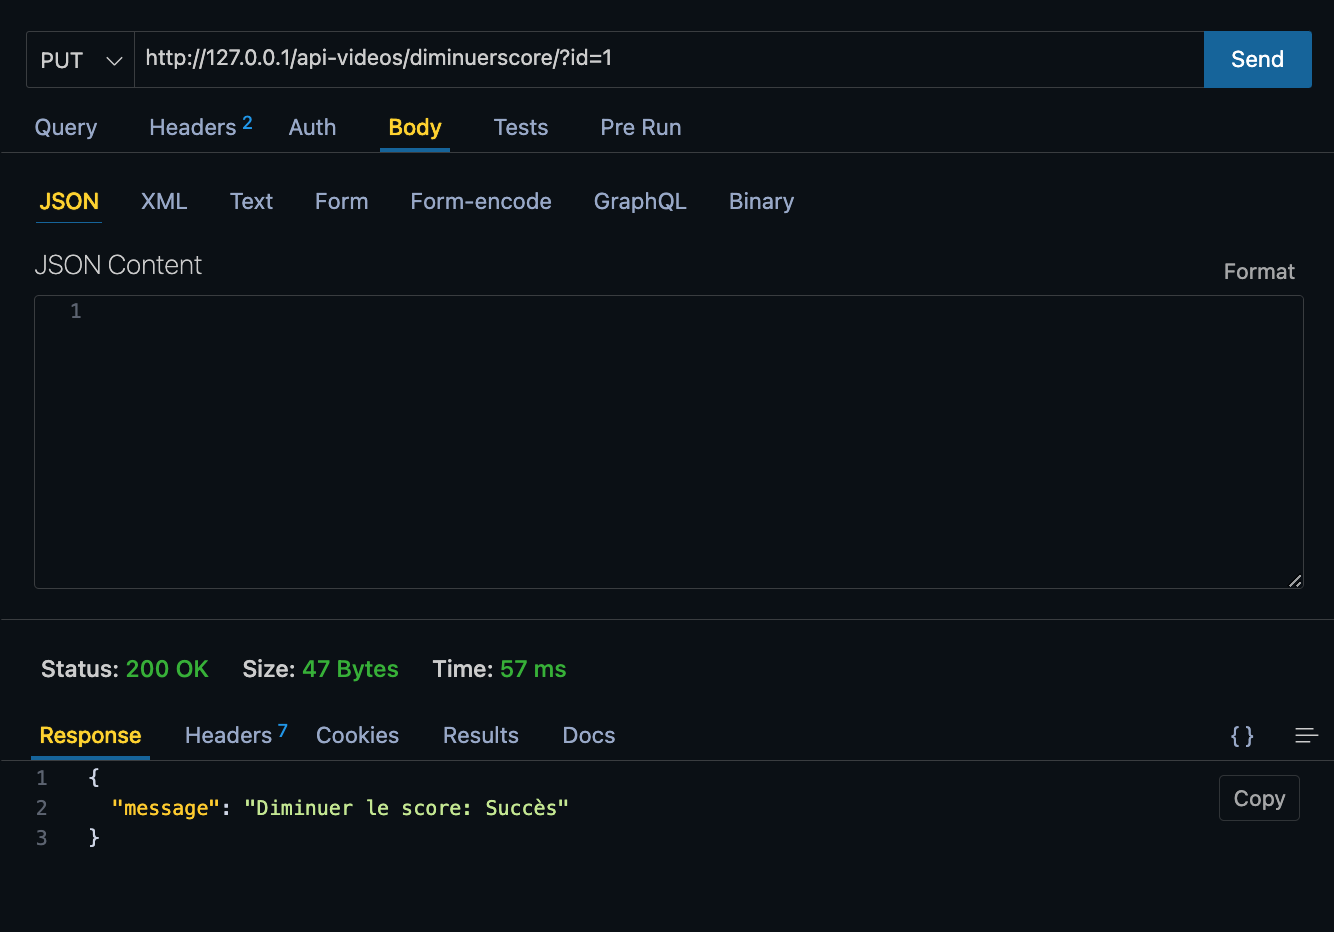 PUT http://127.0.0.1/api-videos/diminuerscore/?id=1 Send
Query Headers 2 Auth Body Tests Pre Run
JSON XML Text Form Form-encode GraphQL Binary
JSON Content Format
1
Status: 200 OK Size: 47 Bytes Time: 57 ms
Response Headers 7 Cookies Results Docs { }
1 {
2 "message": "Diminuer le score: Succès"
3 }
Copy